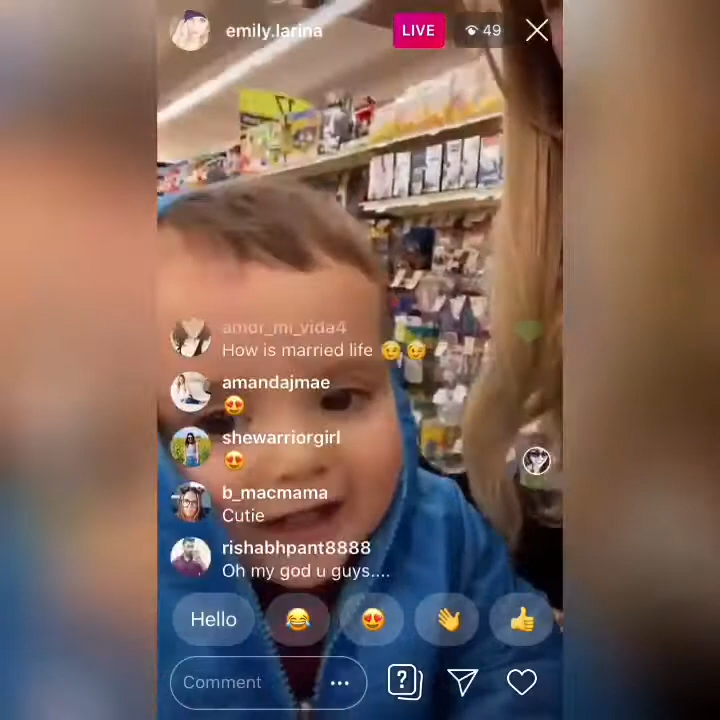 emily.larina
LIVE
49
amor_mi_vida4
How is married life 😉😉
amandajmae
😍
shewarriorgirl
😍
b_macmama
Cutie
rishabhpant8888
Oh my god u guys....
Hello 😂 😍 👋 👍
Comment ...
?